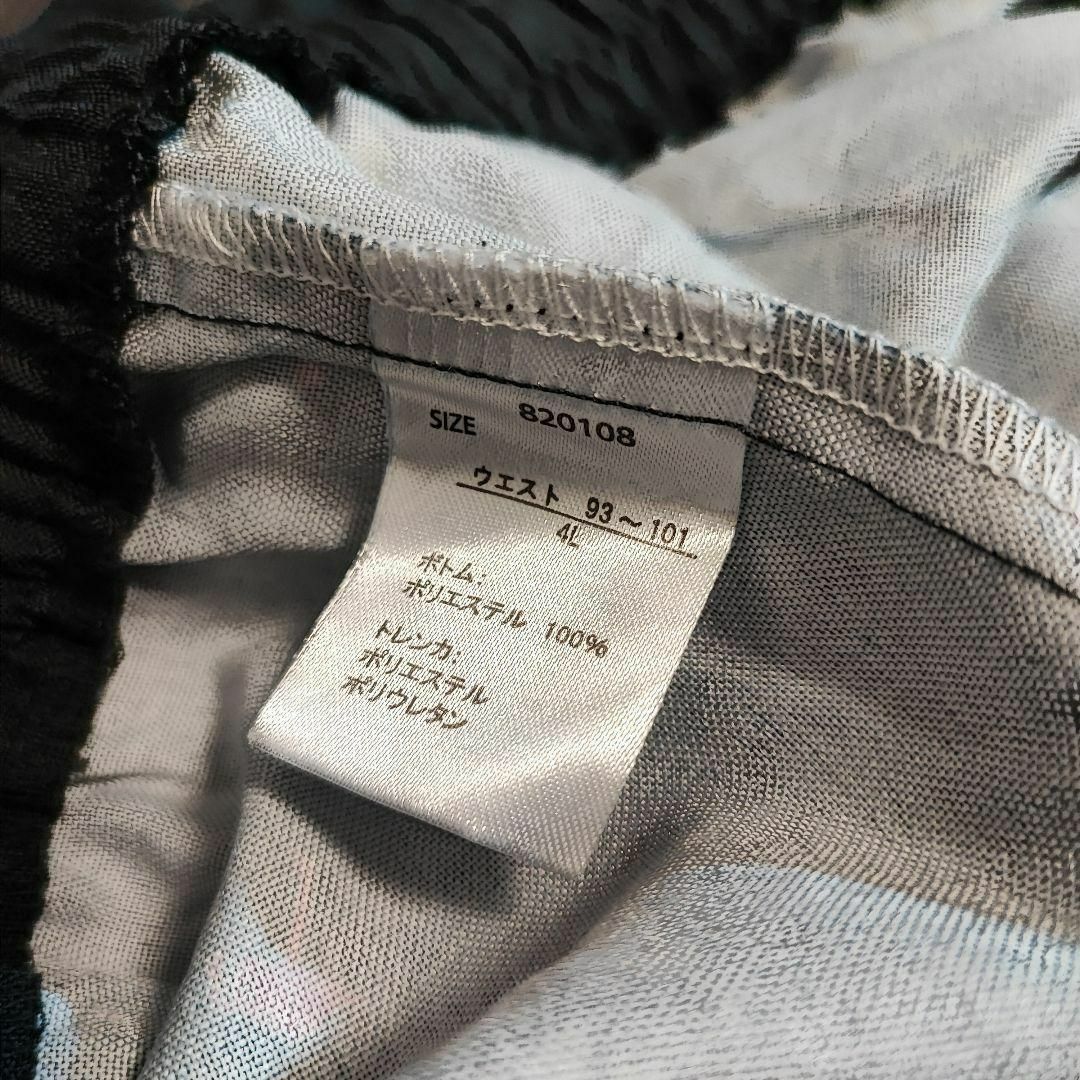 820108
SIZE
ウエスト 93～101
4L
ボトム:
ポリエステル 100%
トレンカ:
ポリエステル
ポリウレタン